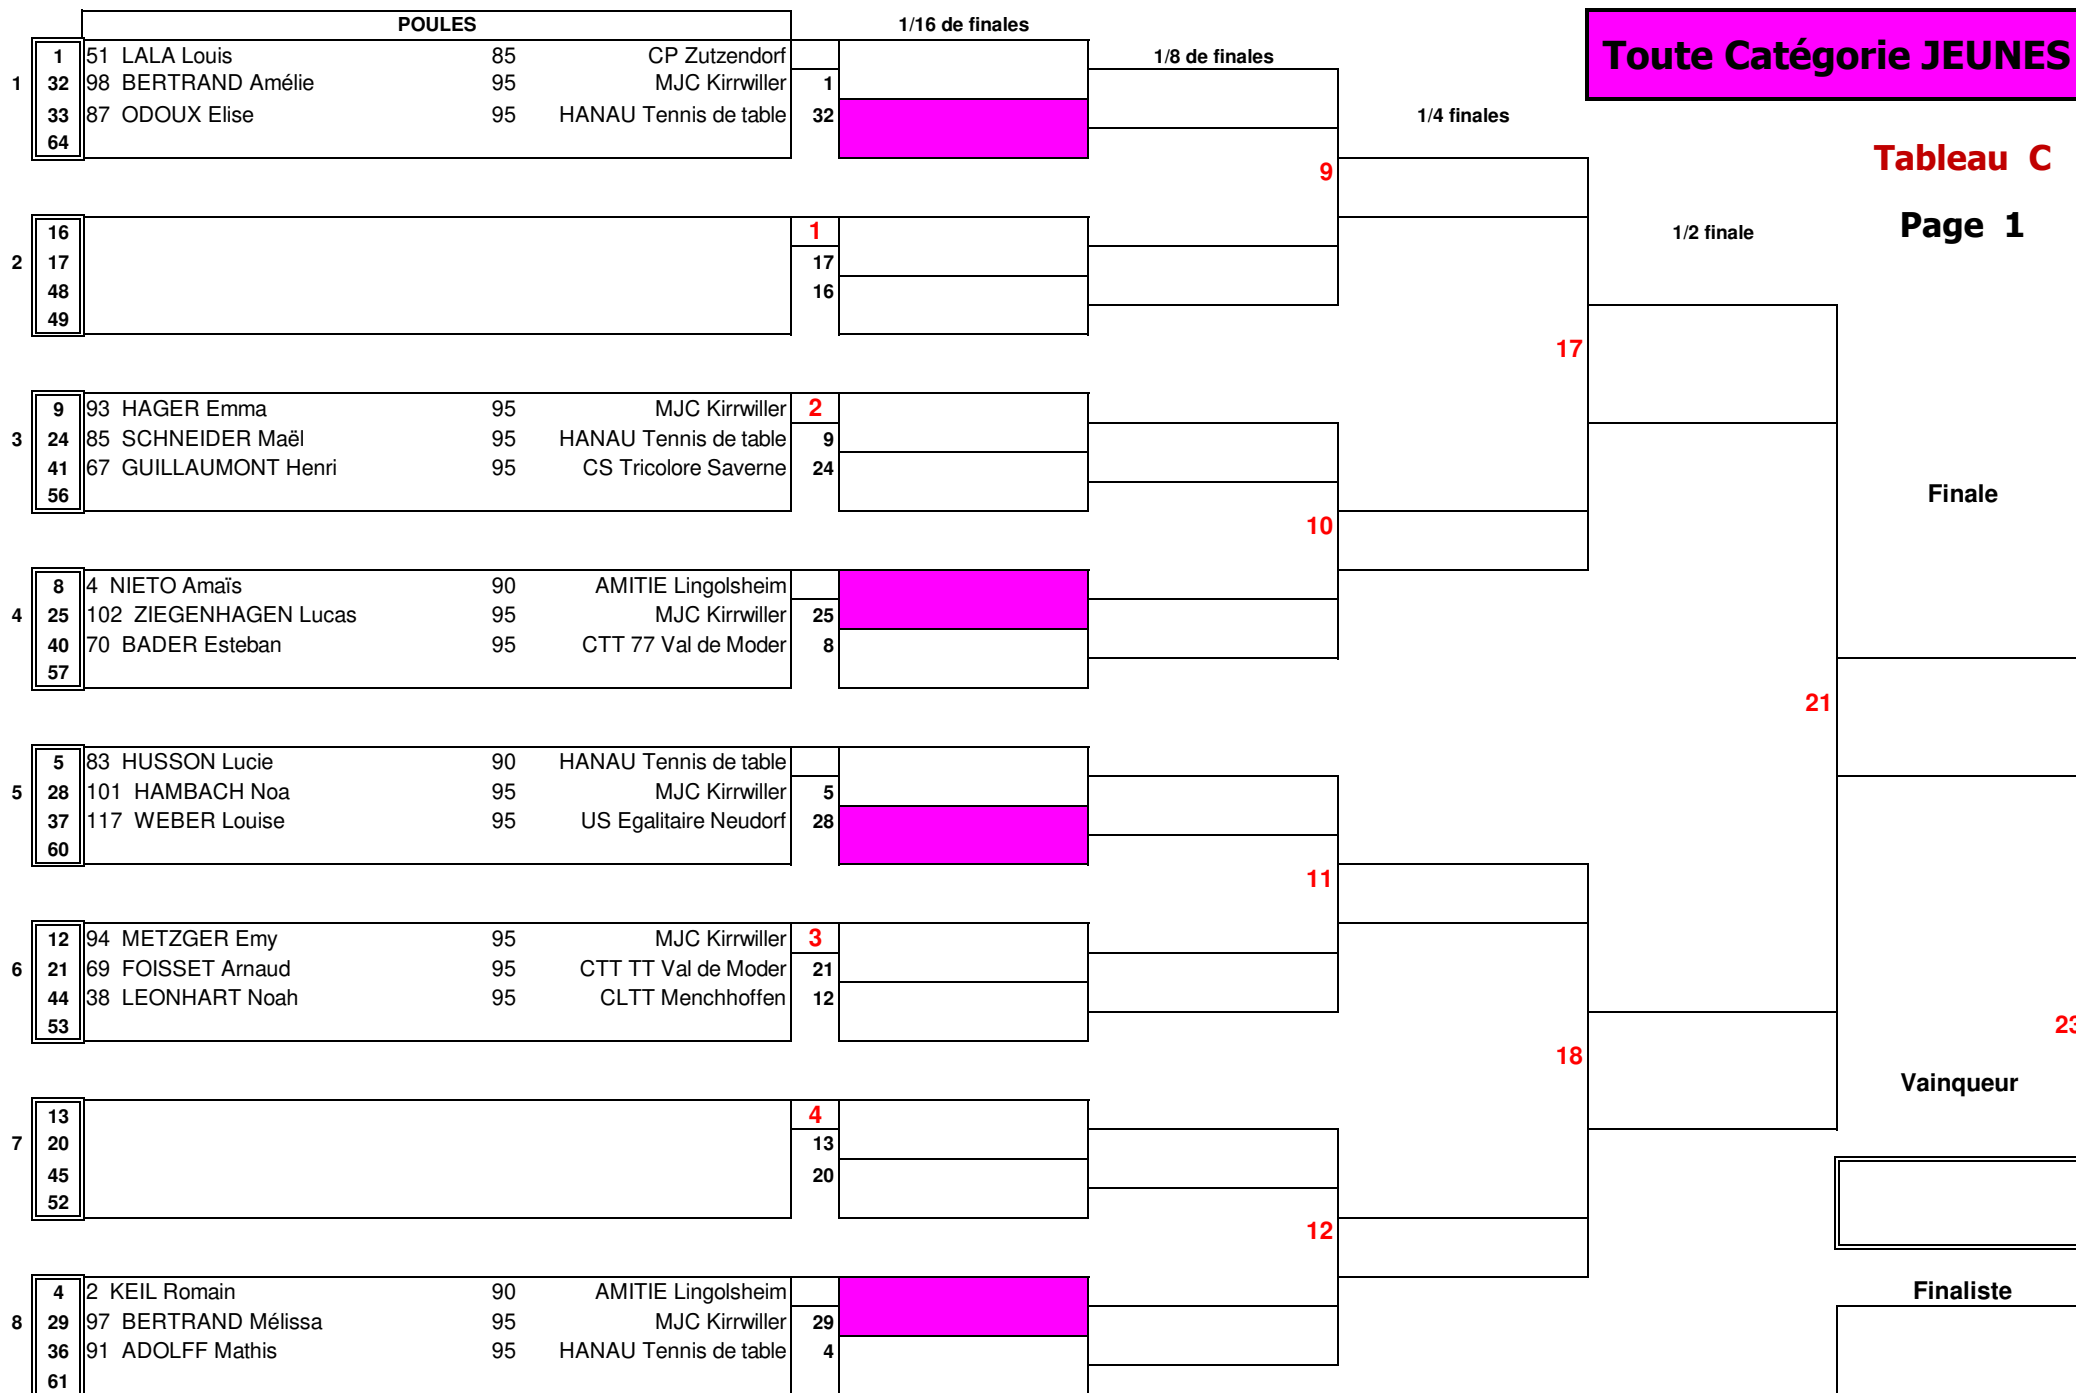 POULES 1/16 de finales
Toute Catégorie JEUNES
1 51 LALA Louis 85 CP Zutzendorf 1/8 de finales
1 32 98 BERTRAND Amélie 95 MJC Kirrwiller 1
33 87 ODOUX Elise 95 HANAU Tennis de table 32 1/4 finales
64
Tableau C
9
16 1 1/2 finale Page 1
2 17 17
48 16
49
17
9 93 HAGER Emma 95 MJC Kirrwiller 2
3 24 85 SCHNEIDER Maël 95 HANAU Tennis de table 9
41 67 GUILLAUMONT Henri 95 CS Tricolore Saverne 24
56 Finale
10
8 4 NIETO Amaïs 90 AMITIE Lingolsheim
4 25 102 ZIEGENHAGEN Lucas 95 MJC Kirrwiller 25
40 70 BADER Esteban 95 CTT 77 Val de Moder 8
57
21
5 83 HUSSON Lucie 90 HANAU Tennis de table
5 28 101 HAMBACH Noa 95 MJC Kirrwiller 5
37 117 WEBER Louise 95 US Egalitaire Neudorf 28
60
11
12 94 METZGER Emy 95 MJC Kirrwiller 3
6 21 69 FOISSET Arnaud 95 CTT TT Val de Moder 21
44 38 LEONHART Noah 95 CLTT Menchhoffen 12
53 23
18
Vainqueur
13 4
7 20 13
45 20
52
12
4 2 KEIL Romain 90 AMITIE Lingolsheim Finaliste
8 29 97 BERTRAND Mélissa 95 MJC Kirrwiller 29
36 91 ADOLFF Mathis 95 HANAU Tennis de table 4
61